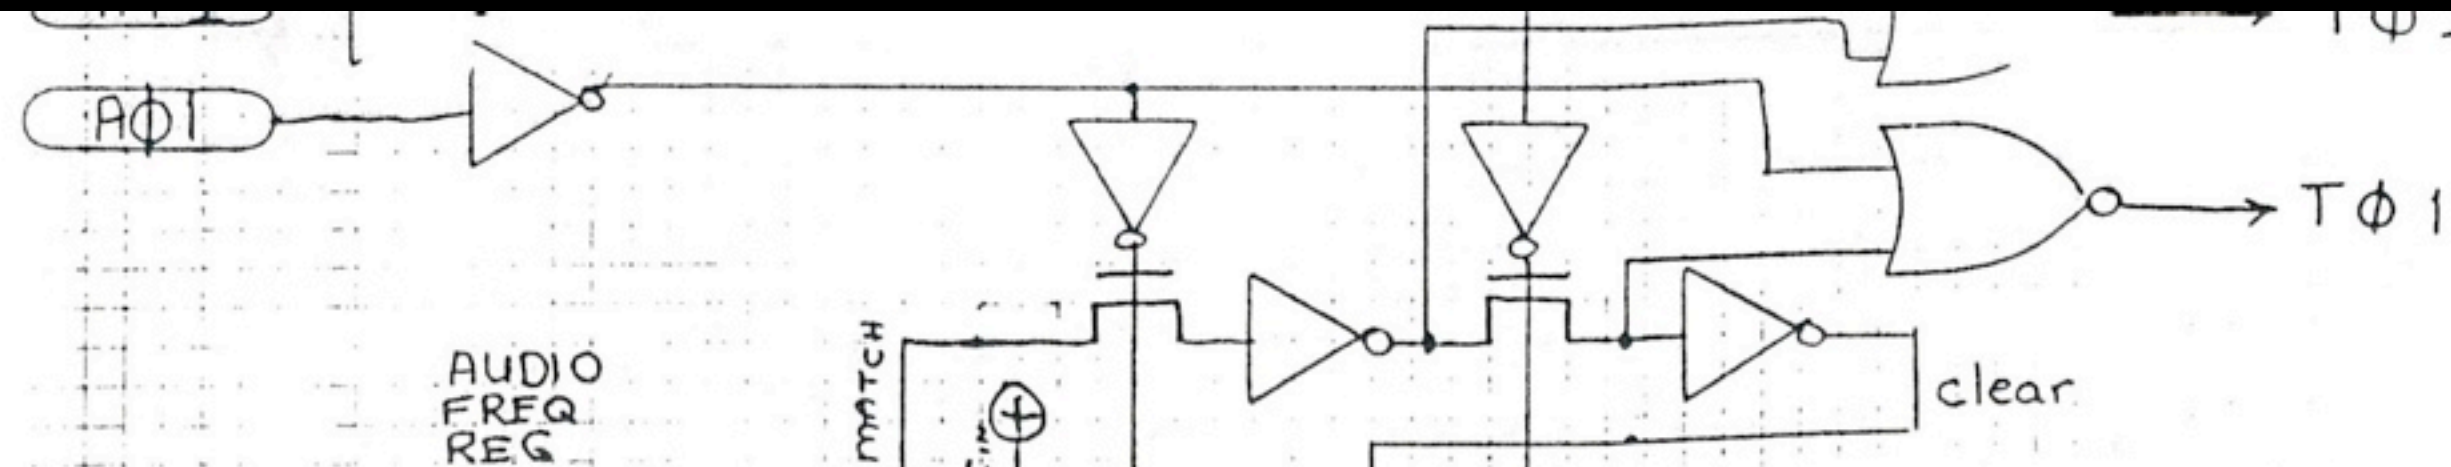 AΦ1
TΦ1
MATCH
AUDIO
FREQ
REG
clear